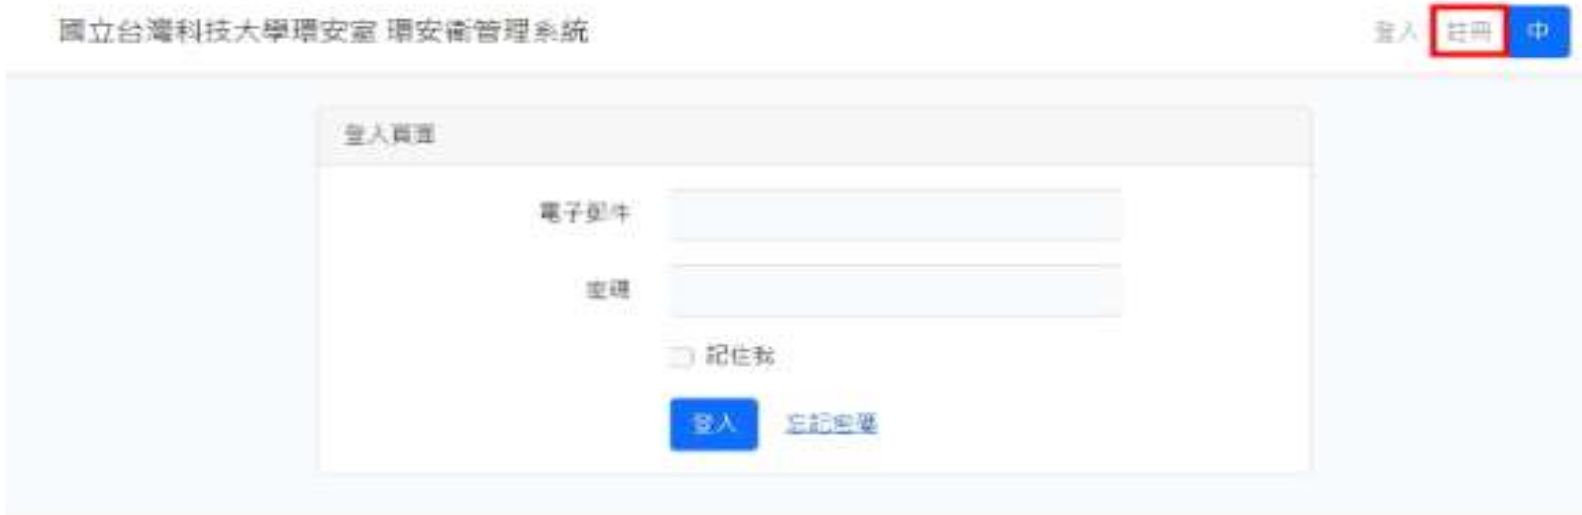 國立台灣科技大學環安室 環安衛管理系統
登入 註冊 中
登入頁面
電子郵件
密碼
記住我
登入 忘記密碼